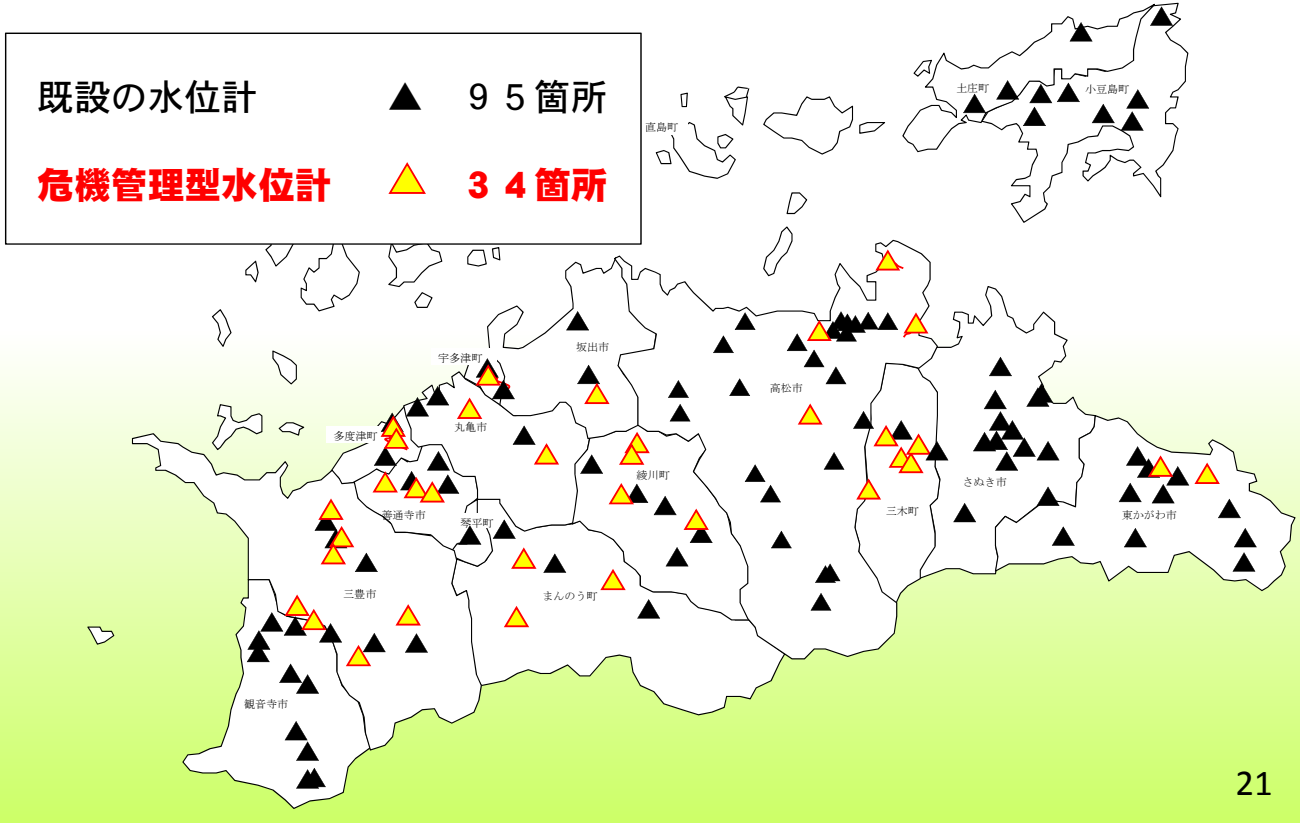 既設の水位計 ▲ ９５箇所
危機管理型水位計 △ ３４箇所
土庄町
小豆島町
直島町
宇多津町
坂出市
高松市
多度津町
丸亀市
綾川町
さぬき市
善通寺市
琴平町
三木町
東かがわ市
三豊市
まんのう町
観音寺市
21